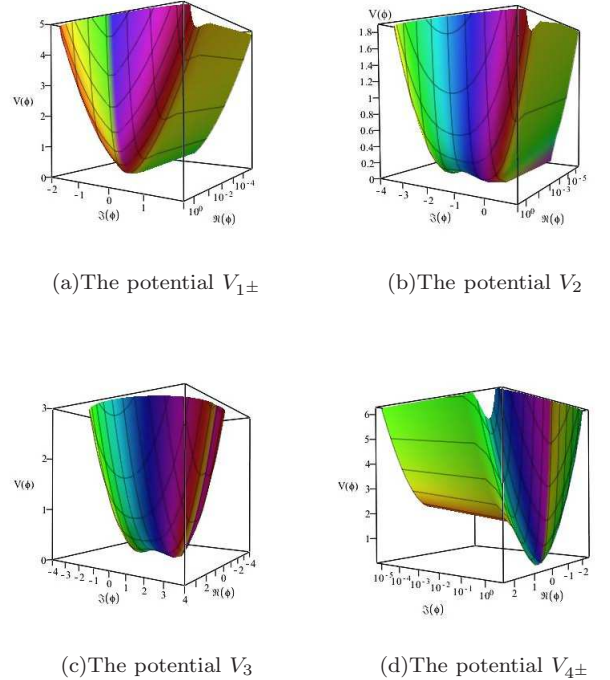 5
4
3
V(ϕ)
2
1
0
-2
-1
0
1
ℑ(ϕ)
10⁰
10⁻²
10⁻⁴
ℜ(ϕ)
(a)The potential V₁±
V(ϕ)
1.8
1.6
1.4
1.2
1
0.8
0.6
0.4
0.2
0
-4
-3
-2
-1
0
ℑ(ϕ)
10⁰
10⁻³
10⁻⁵
ℜ(ϕ)
(b)The potential V₂
3
2
V(ϕ)
1
0
-4 -3 -2 -1 0 1 2 3 4
ℑ(ϕ)
4 2 0 -2 -4
ℜ(ϕ)
(c)The potential V₃
6
5
4
V(ϕ)
3
2
1
10⁻⁵ 10⁻⁴ 10⁻³ 10⁻² 10⁻¹ 10⁰
ℑ(ϕ)
2 1 0 -1 -2
ℜ(ϕ)
(d)The potential V₄±